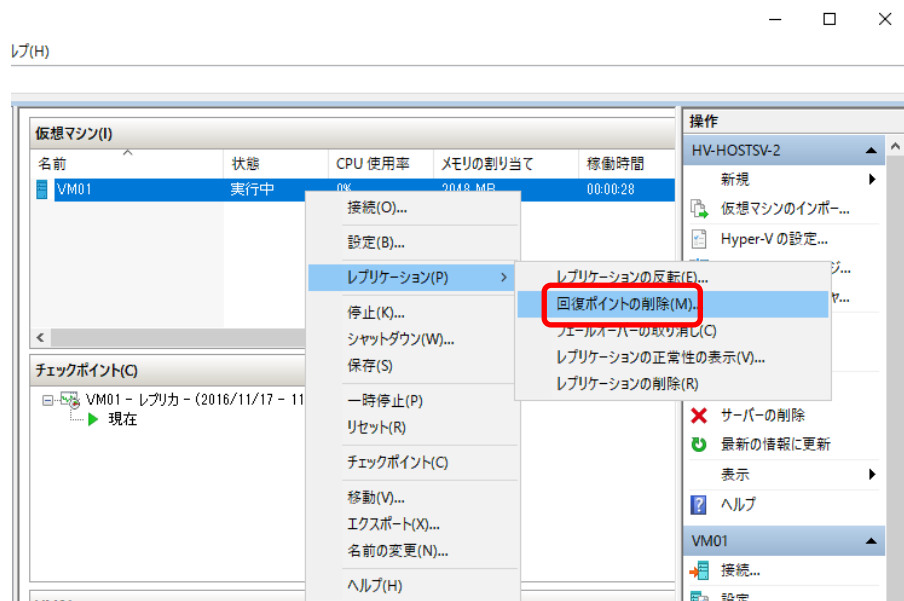 レプ(H)
仮想マシン(I)
名前 状態 CPU 使用率 メモリの割り当て 稼働時間
VM01 実行中 0% 2048 MB 00:00:28
接続(O)...
設定(B)...
レプリケーション(P)
停止(K)...
シャットダウン(W)...
保存(S)
一時停止(P)
リセット(R)
チェックポイント(C)
移動(V)...
エクスポート(X)...
名前の変更(N)...
ヘルプ(H)
レプリケーションの反転(E)...
回復ポイントの削除(M)...
フェールオーバーの取り消し(C)
レプリケーションの正常性の表示(V)...
レプリケーションの削除(R)
チェックポイント(C)
VM01 - レプリカ - (2016/11/17 - 11
現在
操作
HV-HOSTSV-2
新規
仮想マシンのインポー...
Hyper-V の設定...
ジ...
サーバーの削除
最新の情報に更新
表示
ヘルプ
VM01
接続...
設定